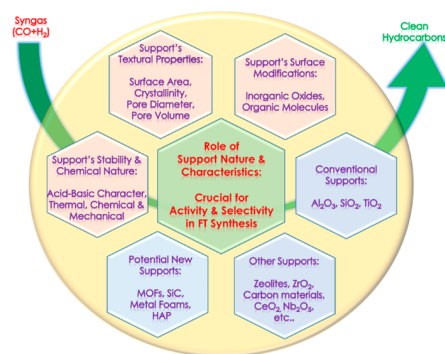 Syngas
(CO+H₂)
Clean
Hydrocarbons
Support's
Textural Properties:
Surface Area,
Crystallinity,
Pore Diameter,
Pore Volume
Support's Surface
Modifications:
Inorganic Oxides,
Organic Molecules
Support's Stability &
Chemical Nature:
Acid-Basic Character,
Thermal, Chemical &
Mechanical
Role of
Support Nature &
Characteristics:
Crucial for
Activity & Selectivity
in FT Synthesis
Conventional
Supports:
Al₂O₃, SiO₂, TiO₂
Potential New
Supports:
MOFs, SiC,
Metal Foams,
HAP
Other Supports:
Zeolites, ZrO₂,
Carbon materials,
CeO₂, Nb₂O₅,
etc..